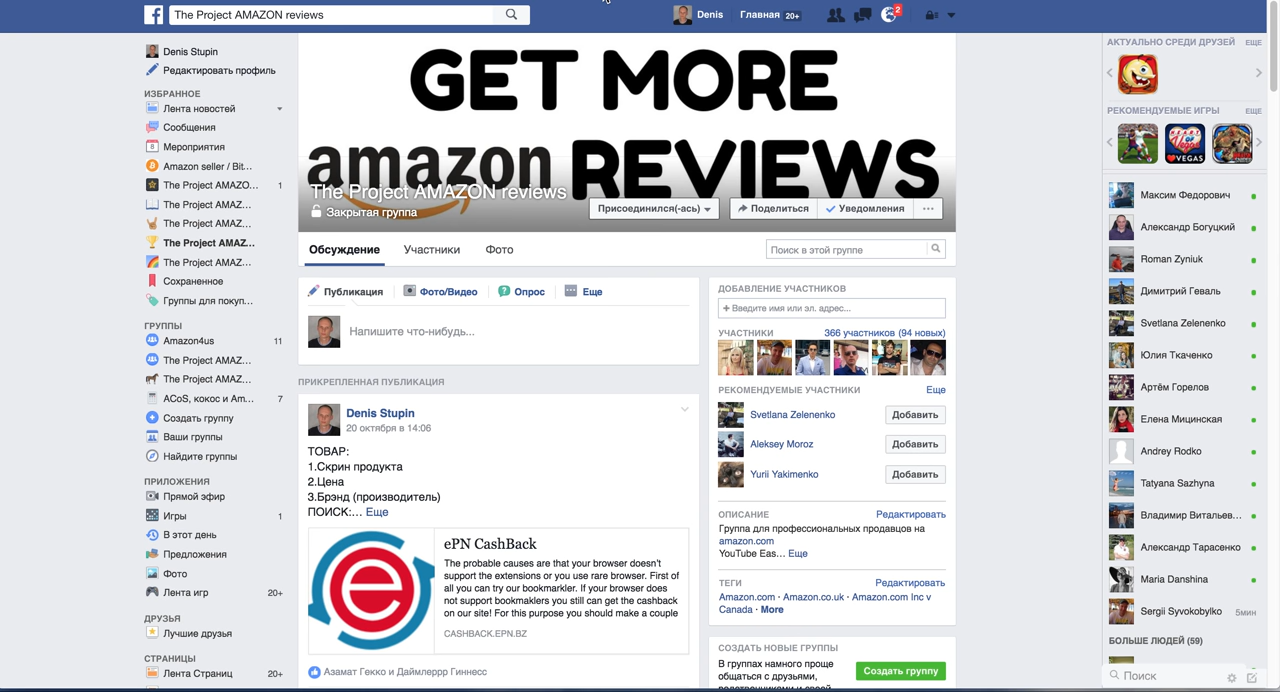 The Project AMAZON reviews
Denis
Главная 20+
2
Denis Stupin
Редактировать профиль
ИЗБРАННОЕ
Лента новостей
Сообщения
8 Мероприятия
Amazon seller / Bit...
The Project AMAZO... 1
The Project AMAZ...
The Project AMAZ...
The Project AMAZ...
The Project AMAZ...
Сохраненное
Группы для покуп...
ГРУППЫ
Amazon4us 11
The Project AMAZ...
The Project AMAZ...
ACoS, кокос и Am... 7
Создать группу
Ваши группы
Найдите группы
ПРИЛОЖЕНИЯ
Прямой эфир
Игры 1
В этот день
Предложения
Фото
Лента игр 20+
ДРУЗЬЯ
Лучшие друзья
СТРАНИЦЫ
Лента Страниц 20+
GET MORE
amazon REVIEWS
The Project AMAZON reviews
Закрытая группа
Присоединился(-ась)
Поделиться
Уведомления
Обсуждение
Участники
Фото
Поиск в этой группе
Публикация
Фото/Видео
Опрос
Еще
Напишите что-нибудь...
ПРИКРЕПЛЕННАЯ ПУБЛИКАЦИЯ
Denis Stupin
20 октября в 14:06
ТОВАР:
1.Скрин продукта
2.Цена
3.Брэнд (производитель)
ПОИСК:... Еще
ePN CashBack
The probable causes are that your browser doesn't
support the extensions or you use rare browser. First of
all you can try our bookmarkler. If your browser does
not support bookmaklers you still can get the cashback
on our site! For this purpose you should make a couple
CASHBACK.EPN.BZ
Азамат Гекко и Даймлеррр Гиннесс
ДОБАВЛЕНИЕ УЧАСТНИКОВ
+ Введите имя или эл. адрес...
УЧАСТНИКИ 366 участников (94 новых)
РЕКОМЕНДУЕМЫЕ УЧАСТНИКИ Еще
Svetlana Zelenenko Добавить
Aleksey Moroz Добавить
Yurii Yakimenko Добавить
ОПИСАНИЕ Редактировать
Группа для профессиональных продавцов на
amazon.com
YouTube Eas... Еще
ТЕГИ Редактировать
Amazon.com · Amazon.co.uk · Amazon.com Inc v
Canada · More
СОЗДАТЬ НОВЫЕ ГРУППЫ
В группах намного проще
общаться с друзьями,
родственниками и своей
Создать группу
АКТУАЛЬНО СРЕДИ ДРУЗЕЙ ЕЩЕ
РЕКОМЕНДУЕМЫЕ ИГРЫ ЕЩЕ
VEGAS
Максим Федорович
Александр Богуцкий
Roman Zyniuk
Димитрий Геваль
Svetlana Zelenenko
Юлия Ткаченко
Артём Горелов
Елена Мицинская
Andrey Rodko
Tatyana Sazhyna
Владимир Витальев...
Александр Тарасенко
Maria Danshina
Sergii Syvokobylko 5мин
БОЛЬШЕ ЛЮДЕЙ (59)
Поиск